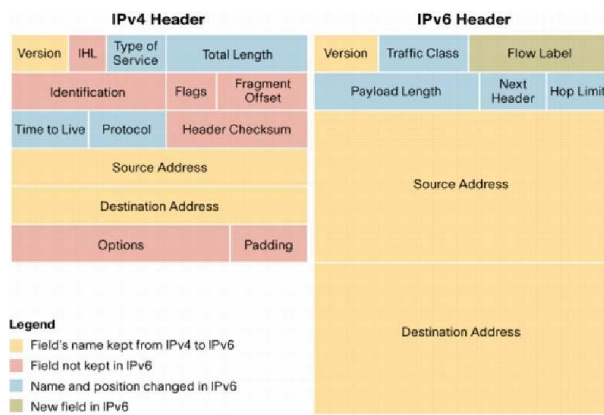 IPv4 Header
Version IHL Type of Service Total Length
Identification Flags Fragment Offset
Time to Live Protocol Header Checksum
Source Address
Destination Address
Options Padding
IPv6 Header
Version Traffic Class Flow Label
Payload Length Next Header Hop Limit
Source Address
Destination Address
Legend
Field's name kept from IPv4 to IPv6
Field not kept in IPv6
Name and position changed in IPv6
New field in IPv6